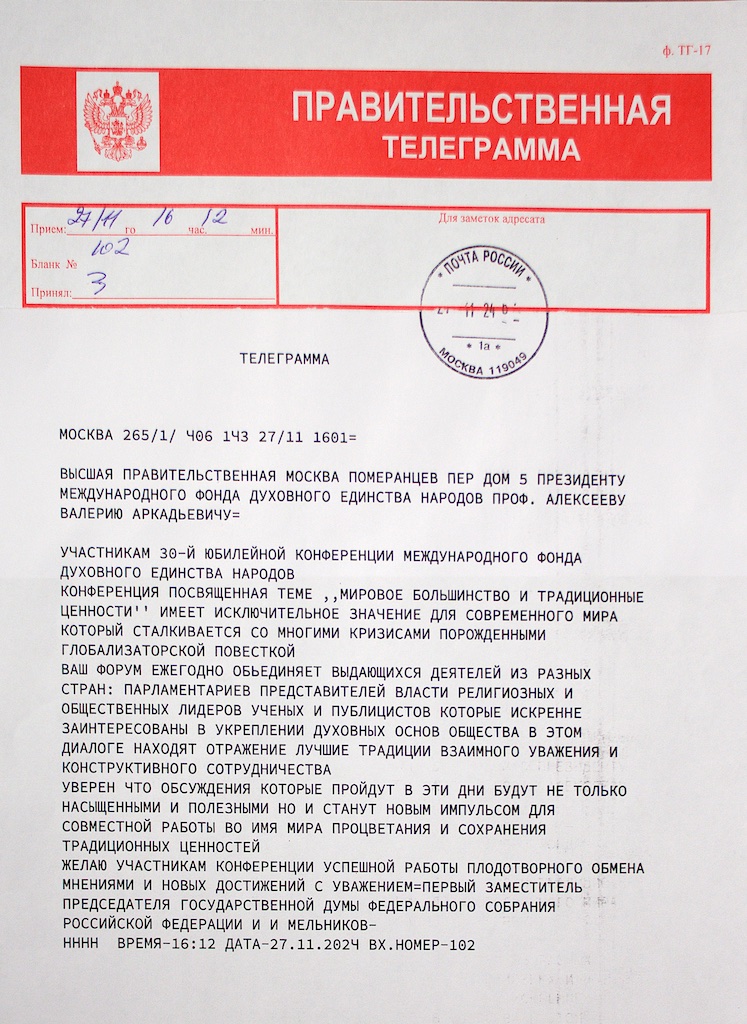 ф. ТГ-17
ПРАВИТЕЛЬСТВЕННАЯ
ТЕЛЕГРАММА
Прием: 27/11 го 16 час. 12 мин.
Бланк № 102
Принял: 3
Для заметок адресата
* ПОЧТА РОССИИ *
11 24
* 1а *
МОСКВА 119049
ТЕЛЕГРАММА
МОСКВА 265/1/ Ч06 1Ч3 27/11 1601=
ВЫСШАЯ ПРАВИТЕЛЬСТВЕННАЯ МОСКВА ПОМЕРАНЦЕВ ПЕР ДОМ 5 ПРЕЗИДЕНТУ
МЕЖДУНАРОДНОГО ФОНДА ДУХОВНОГО ЕДИНСТВА НАРОДОВ ПРОФ. АЛЕКСЕЕВУ
ВАЛЕРИЮ АРКАДЬЕВИЧУ=
УЧАСТНИКАМ 30-Й ЮБИЛЕЙНОЙ КОНФЕРЕНЦИИ МЕЖДУНАРОДНОГО ФОНДА
ДУХОВНОГО ЕДИНСТВА НАРОДОВ
КОНФЕРЕНЦИЯ ПОСВЯЩЕННАЯ ТЕМЕ ,,МИРОВОЕ БОЛЬШИНСТВО И ТРАДИЦИОННЫЕ
ЦЕННОСТИ'' ИМЕЕТ ИСКЛЮЧИТЕЛЬНОЕ ЗНАЧЕНИЕ ДЛЯ СОВРЕМЕННОГО МИРА
КОТОРЫЙ СТАЛКИВАЕТСЯ СО МНОГИМИ КРИЗИСАМИ ПОРОЖДЕННЫМИ
ГЛОБАЛИЗАТОРСКОЙ ПОВЕСТКОЙ
ВАШ ФОРУМ ЕЖЕГОДНО ОБЬЕДИНЯЕТ ВЫДАЮЩИХСЯ ДЕЯТЕЛЕЙ ИЗ РАЗНЫХ
СТРАН: ПАРЛАМЕНТАРИЕВ ПРЕДСТАВИТЕЛЕЙ ВЛАСТИ РЕЛИГИОЗНЫХ И
ОБЩЕСТВЕННЫХ ЛИДЕРОВ УЧЕНЫХ И ПУБЛИЦИСТОВ КОТОРЫЕ ИСКРЕННЕ
ЗАИНТЕРЕСОВАНЫ В УКРЕПЛЕНИИ ДУХОВНЫХ ОСНОВ ОБЩЕСТВА В ЭТОМ
ДИАЛОГЕ НАХОДЯТ ОТРАЖЕНИЕ ЛУЧШИЕ ТРАДИЦИИ ВЗАИМНОГО УВАЖЕНИЯ И
КОНСТРУКТИВНОГО СОТРУДНИЧЕСТВА
УВЕРЕН ЧТО ОБСУЖДЕНИЯ КОТОРЫЕ ПРОЙДУТ В ЭТИ ДНИ БУДУТ НЕ ТОЛЬКО
НАСЫЩЕННЫМИ И ПОЛЕЗНЫМИ НО И СТАНУТ НОВЫМ ИМПУЛЬСОМ ДЛЯ
СОВМЕСТНОЙ РАБОТЫ ВО ИМЯ МИРА ПРОЦВЕТАНИЯ И СОХРАНЕНИЯ
ТРАДИЦИОННЫХ ЦЕННОСТЕЙ
ЖЕЛАЮ УЧАСТНИКАМ КОНФЕРЕНЦИИ УСПЕШНОЙ РАБОТЫ ПЛОДОТВОРНОГО ОБМЕНА
МНЕНИЯМИ И НОВЫХ ДОСТИЖЕНИЙ С УВАЖЕНИЕМ=ПЕРВЫЙ ЗАМЕСТИТЕЛЬ
ПРЕДСЕДАТЕЛЯ ГОСУДАРСТВЕННОЙ ДУМЫ ФЕДЕРАЛЬНОГО СОБРАНИЯ
РОССИЙСКОЙ ФЕДЕРАЦИИ И И МЕЛЬНИКОВ-
НННН ВРЕМЯ-16:12 ДАТА-27.11.202Ч ВХ.НОМЕР-102